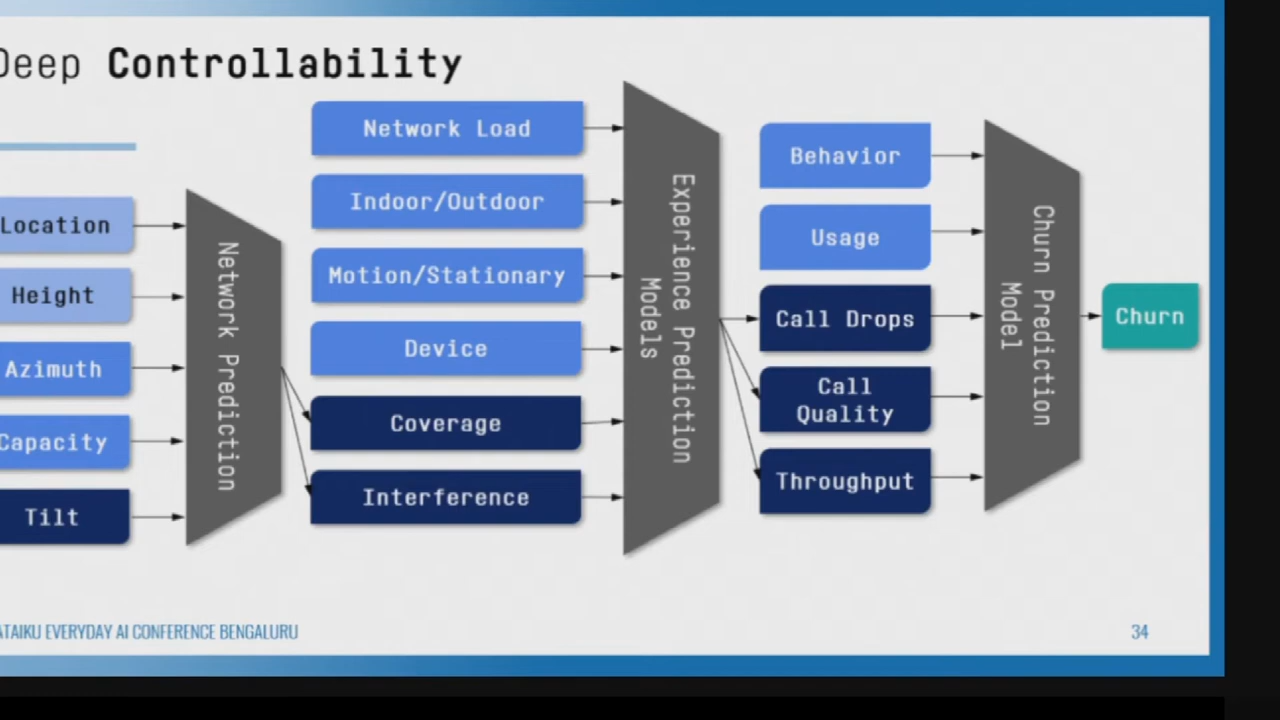 Deep Controllability
Location
Height
Azimuth
Capacity
Tilt
Network Prediction
Network Load
Indoor/Outdoor
Motion/Stationary
Device
Coverage
Interference
Experience Prediction
Models
Behavior
Usage
Call Drops
Call
Quality
Throughput
Churn Prediction
Model
Churn
ATAIKU EVERYDAY AI CONFERENCE BENGALURU
34